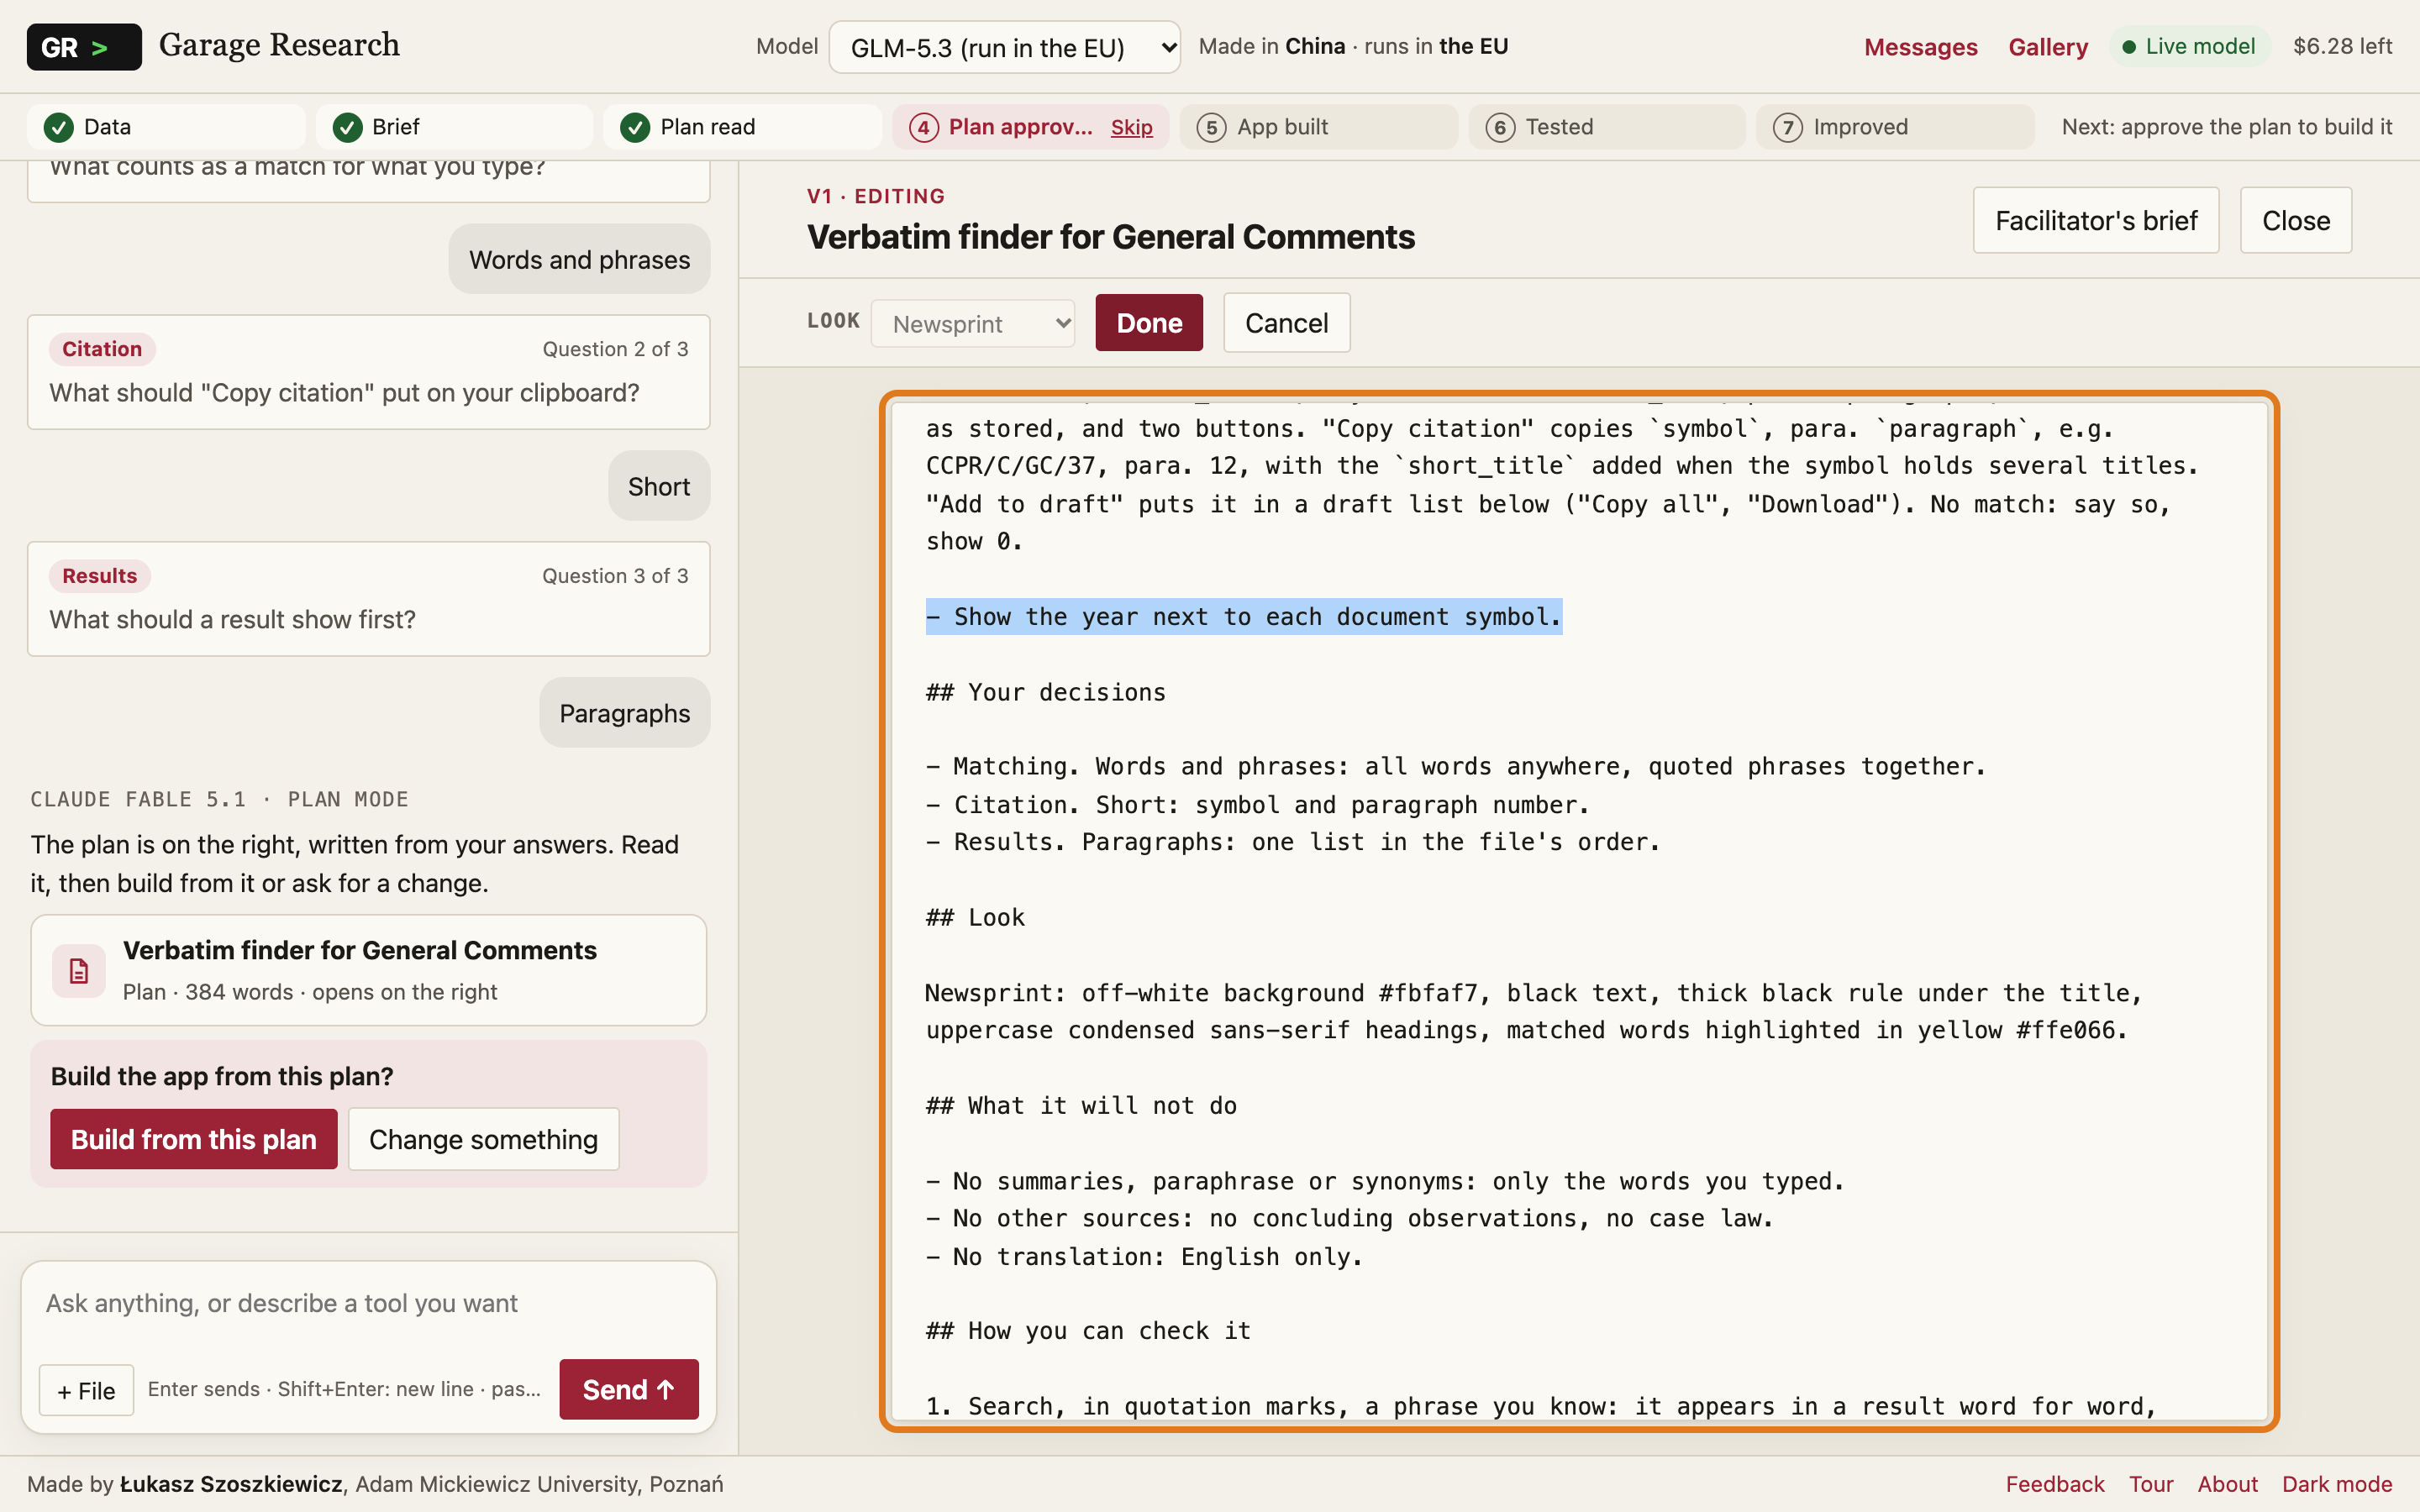 GR >
Garage Research
Model
GLM-5.3 (run in the EU)
Made in China · runs in the EU
Messages
Gallery
Live model
$6.28 left
Data
Brief
Plan read
4 Plan approv... Skip
5 App built
6 Tested
7 Improved
Next: approve the plan to build it
What counts as a match for what you type?
Words and phrases
Citation
Question 2 of 3
What should "Copy citation" put on your clipboard?
Short
Results
Question 3 of 3
What should a result show first?
Paragraphs
CLAUDE FABLE 5.1 · PLAN MODE
The plan is on the right, written from your answers. Read
it, then build from it or ask for a change.
Verbatim finder for General Comments
Plan · 384 words · opens on the right
Build the app from this plan?
Build from this plan
Change something
Ask anything, or describe a tool you want
+ File
Enter sends · Shift+Enter: new line · pas...
Send ↑
V1 · EDITING
Verbatim finder for General Comments
Facilitator's brief
Close
LOOK
Newsprint
Done
Cancel
as stored, and two buttons. "Copy citation" copies `symbol`, para. `paragraph`, e.g.
CCPR/C/GC/37, para. 12, with the `short_title` added when the symbol holds several titles.
"Add to draft" puts it in a draft list below ("Copy all", "Download"). No match: say so,
show 0.
- Show the year next to each document symbol.
## Your decisions
- Matching. Words and phrases: all words anywhere, quoted phrases together.
- Citation. Short: symbol and paragraph number.
- Results. Paragraphs: one list in the file's order.
## Look
Newsprint: off-white background #fbfaf7, black text, thick black rule under the title,
uppercase condensed sans-serif headings, matched words highlighted in yellow #ffe066.
## What it will not do
- No summaries, paraphrase or synonyms: only the words you typed.
- No other sources: no concluding observations, no case law.
- No translation: English only.
## How you can check it
1. Search, in quotation marks, a phrase you know: it appears in a result word for word,
Made by Łukasz Szoszkiewicz, Adam Mickiewicz University, Poznań
Feedback
Tour
About
Dark mode